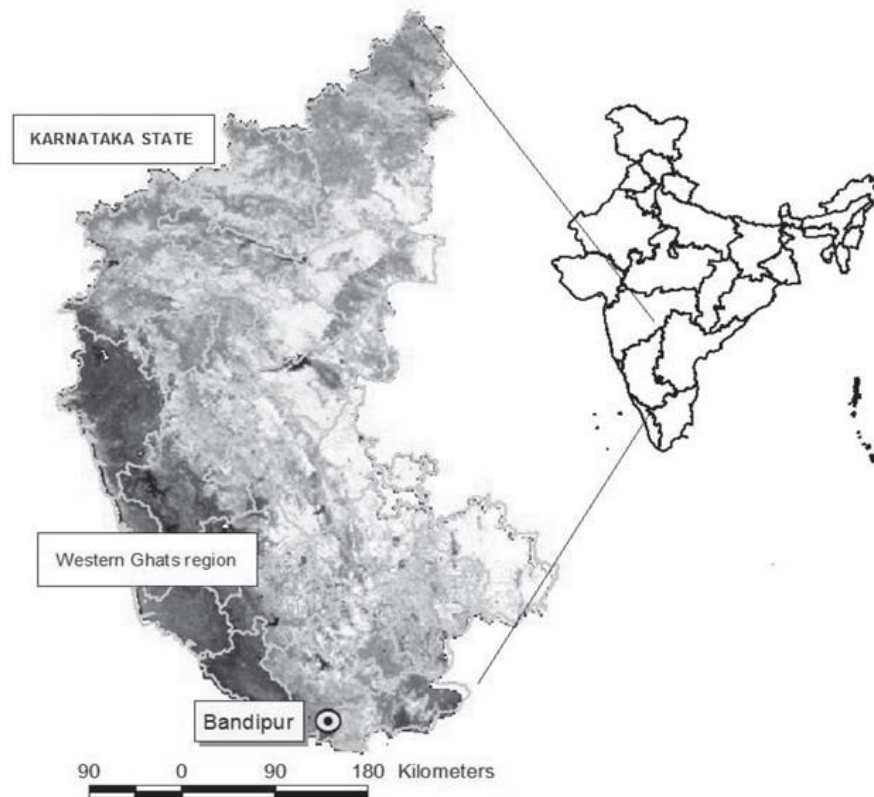 KARNATAKA STATE
Western Ghats region
Bandipur
90 0 90 180 Kilometers